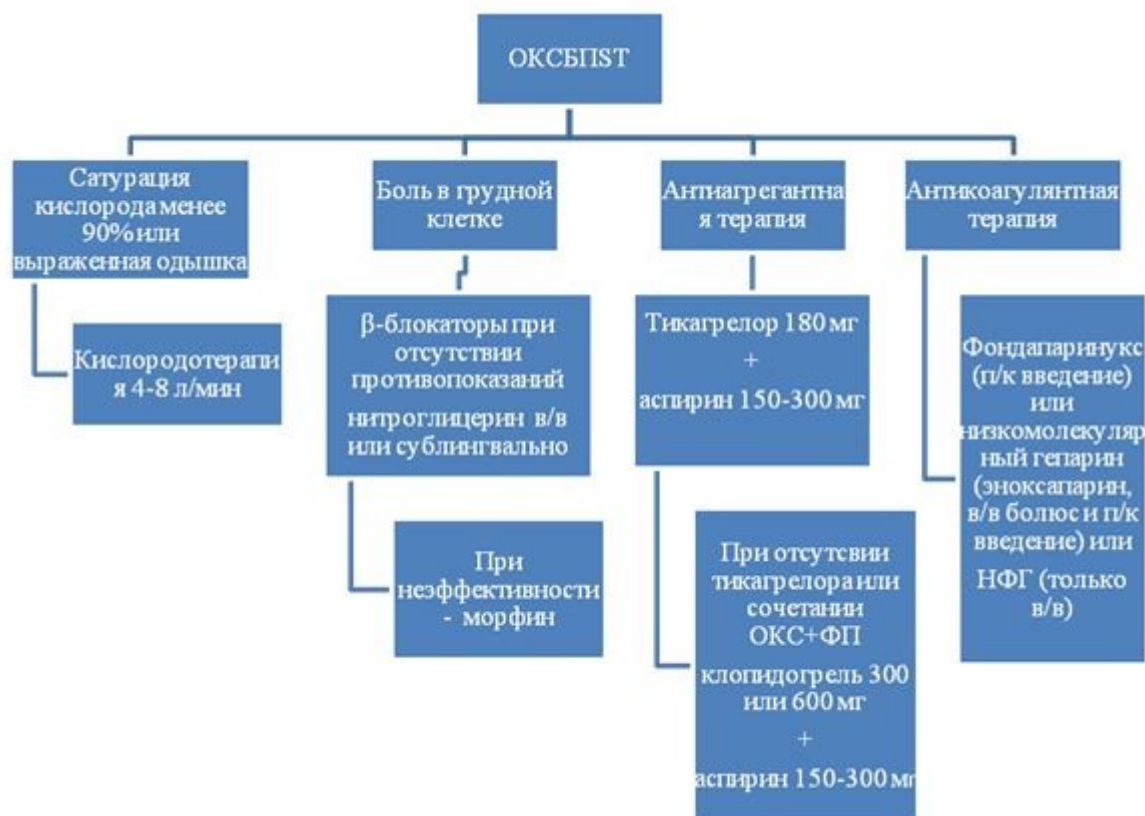 ОКСБПST
Сатурация
кислорода менее
90% или
выраженная одышка
Кислородотерапи
я 4-8 л/мин
Боль в грудной
клетке
β-блокаторы при
отсутствии
противопоказаний
нитроглицерин в/в
или сублингвально
При
неэффективности
- морфин
Антиагрегантна
я терапия
Тикагрелор 180 мг
+
аспирин 150-300 мг
При отсутсвии
тикагрелора или
сочетании
ОКС+ФП
клопидогрель 300
или 600 мг
+
аспирин 150-300 мг
Антикоагулянтная
терапия
Фондапаринукс
(п/к введение)
или
низкомолекуляр
ный гепарин
(эноксапарин,
в/в болюс и п/к
введение) или
НФГ (только
в/в)